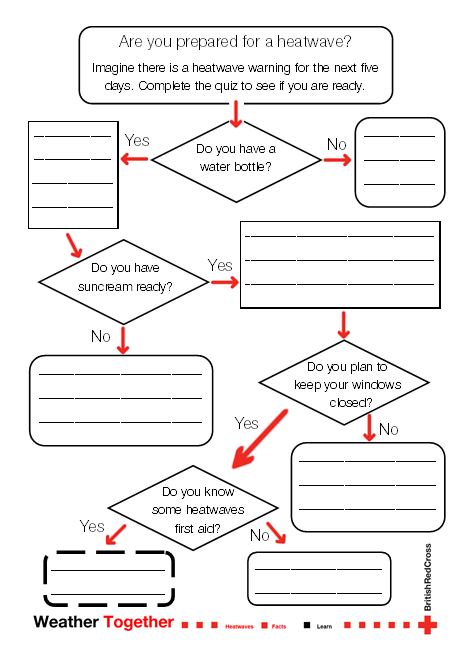 Are you prepared for a heatwave?
Imagine there is a heatwave warning for the next five
days. Complete the quiz to see if you are ready.
Yes
Do you have a
water bottle?
No
Do you have
suncream ready?
Yes
No
Do you plan to
keep your windows
closed?
Yes
No
Do you know
some heatwaves
first aid?
Yes
No
Weather Together
Heatwaves
Facts
Learn
BritishRedCross